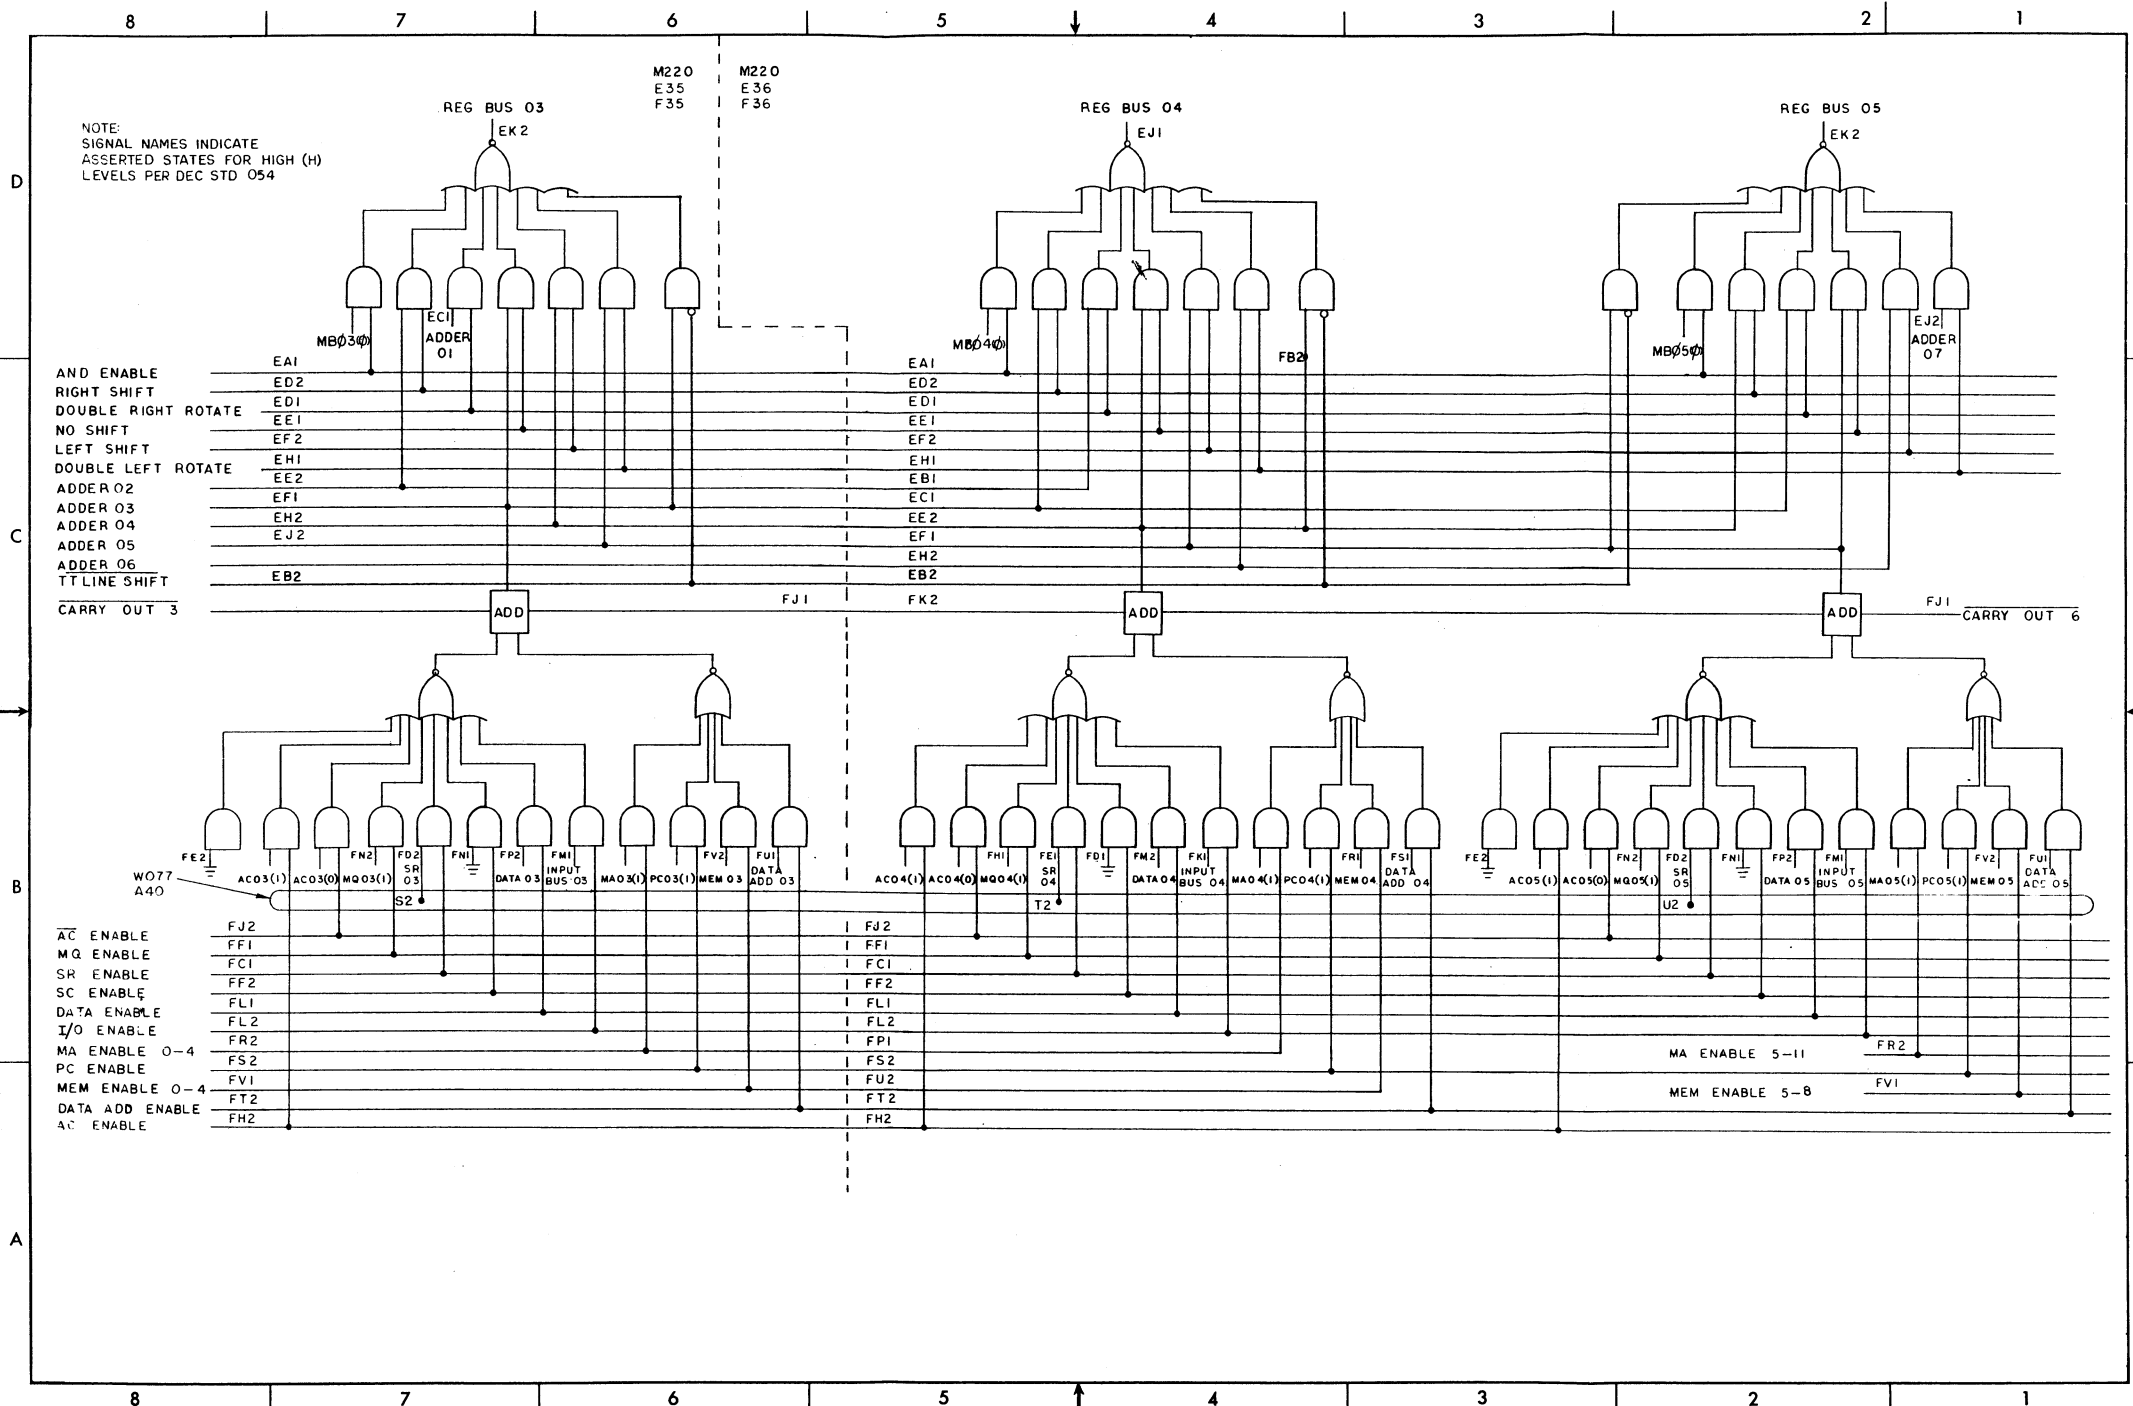 8 7 6 5 4 3 2 1
M220 M220
E35 E36
F35 F36
REG BUS 03 REG BUS 04 REG BUS 05
EK2 EJ1 EK2
NOTE:
SIGNAL NAMES INDICATE
ASSERTED STATES FOR HIGH (H)
LEVELS PER DEC STD 054
D
EC1 ADDER 01
EJ2 ADDER 07
FB2
AND ENABLE EA1 EA1
RIGHT SHIFT ED2 ED2
DOUBLE RIGHT ROTATE ED1 ED1
NO SHIFT EE1 EE1
LEFT SHIFT EF2 EF2
DOUBLE LEFT ROTATE EH1 EH1
ADDER 02 EE2 EB1
ADDER 03 EF1 EC1
ADDER 04 EH2 EE2
C
ADDER 05 EJ2 EF1
ADDER 06 EH2
TT LINE SHIFT EB2 EB2
CARRY OUT 3 ADD FJ1 FK2 ADD ADD FJ1 CARRY OUT 6
FE2 FN2 FD2 FN1 FP2 FM1 FV2 FU1
AC03(1) AC03(0) MQ03(1) SR 03 DATA 03 INPUT BUS 03 MA03(1) PC03(1) MEM 03 DATA ADD 03
FH1 FE1 FD1 FM2 FK1 FR1 FS1
AC04(1) AC04(0) MQ04(1) SR 04 DATA 04 INPUT BUS 04 MA04(1) PC04(1) MEM 04 DATA ADD 04
FE2 FN2 FD2 FN1 FP2 FM1 FV2 FU1
AC05(1) AC05(0) MQ05(1) SR 05 DATA 05 INPUT BUS 05 MA05(1) PC05(1) MEM 05 DATA ADD 05
B
W077
A40
S2 T2 U2
AC ENABLE FJ2 FJ2
MQ ENABLE FF1 FF1
SR ENABLE FC1 FC1
SC ENABLE FF2 FF2
DATA ENABLE FL1 FL1
I/O ENABLE FL2 FL2
MA ENABLE 0-4 FR2 FP1 MA ENABLE 5-11 FR2
PC ENABLE FS2 FS2
MEM ENABLE 0-4 FV1 FU2 MEM ENABLE 5-8 FV1
DATA ADD ENABLE FT2 FT2
AC ENABLE FH2 FH2
A
8 7 6 5 4 3 2 1